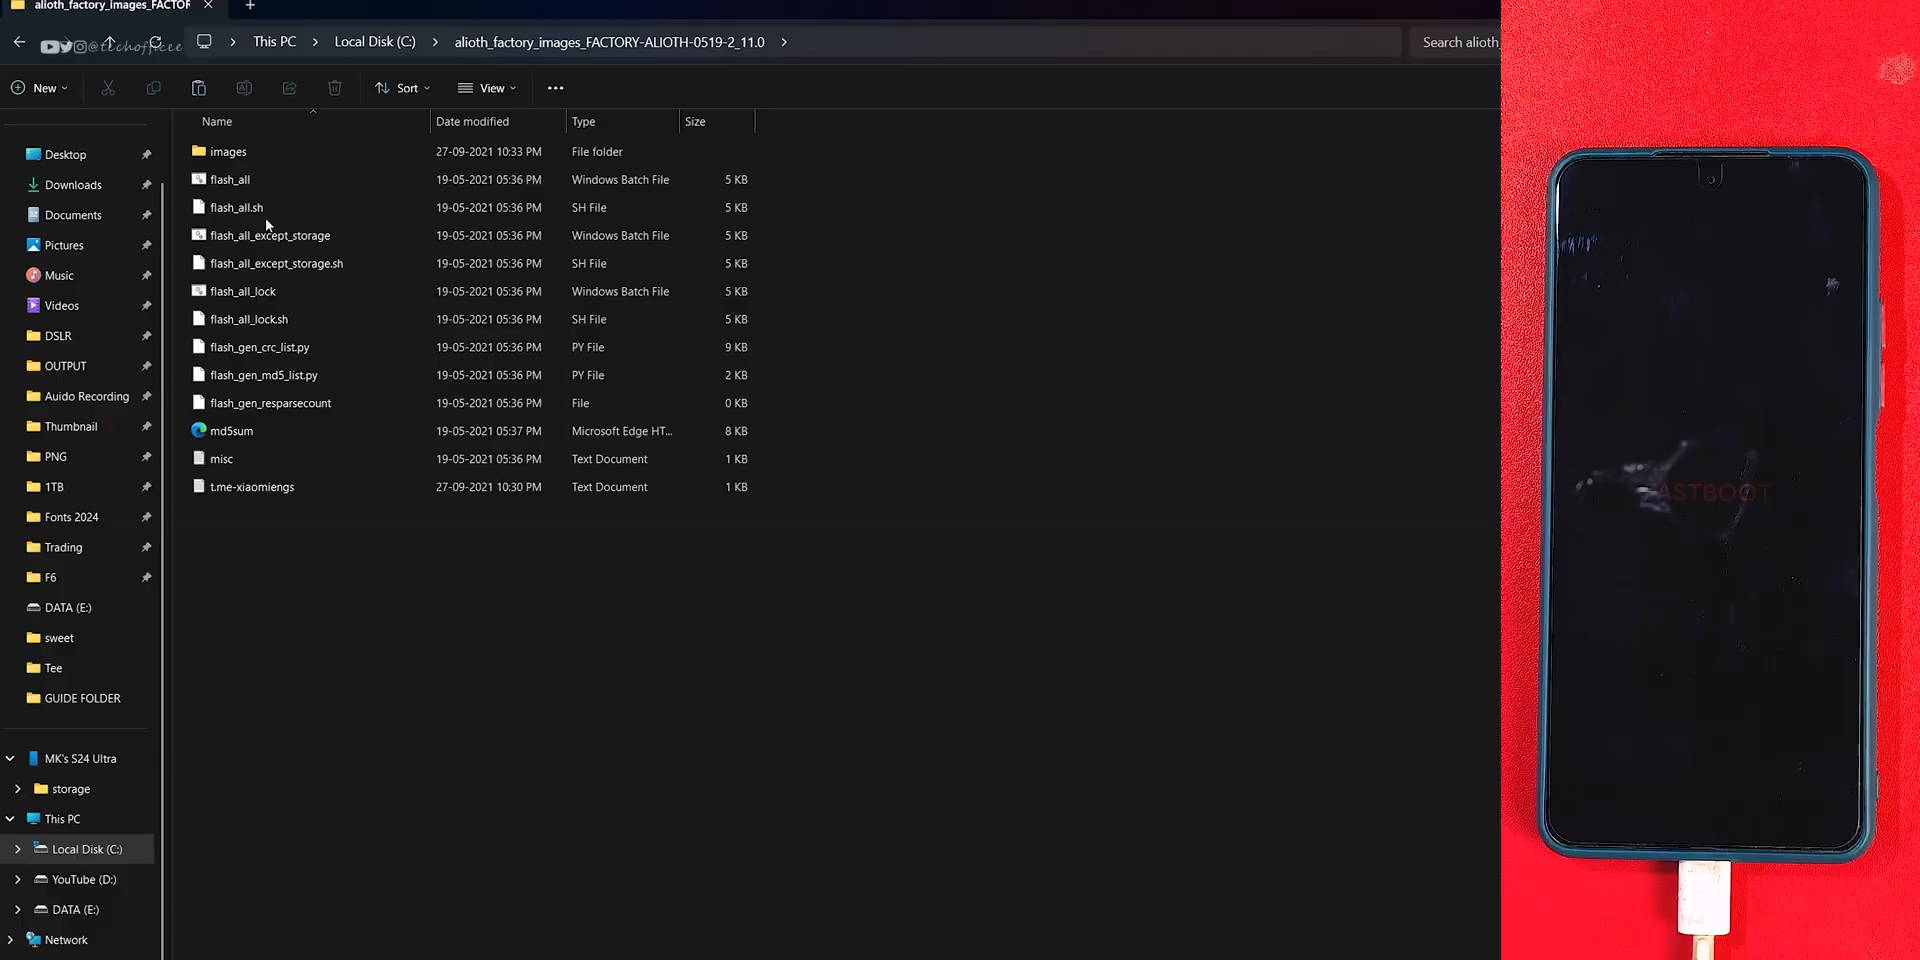 alioth_factory_images_FACTOR
@techofficee
This PC
Local Disk (C:)
alioth_factory_images_FACTORY-ALIOTH-0519-2_11.0
Search alioth_
New
Sort
View
Name
Date modified
Type
Size
images 27-09-2021 10:33 PM File folder
flash_all 19-05-2021 05:36 PM Windows Batch File 5 KB
flash_all.sh 19-05-2021 05:36 PM SH File 5 KB
flash_all_except_storage 19-05-2021 05:36 PM Windows Batch File 5 KB
flash_all_except_storage.sh 19-05-2021 05:36 PM SH File 5 KB
flash_all_lock 19-05-2021 05:36 PM Windows Batch File 5 KB
flash_all_lock.sh 19-05-2021 05:36 PM SH File 5 KB
flash_gen_crc_list.py 19-05-2021 05:36 PM PY File 9 KB
flash_gen_md5_list.py 19-05-2021 05:36 PM PY File 2 KB
flash_gen_resparsecount 19-05-2021 05:36 PM File 0 KB
md5sum 19-05-2021 05:37 PM Microsoft Edge HT... 8 KB
misc 19-05-2021 05:36 PM Text Document 1 KB
t.me-xiaomiengs 27-09-2021 10:30 PM Text Document 1 KB
Desktop
Downloads
Documents
Pictures
Music
Videos
DSLR
OUTPUT
Auido Recording
Thumbnail
PNG
1TB
Fonts 2024
Trading
F6
DATA (E:)
sweet
Tee
GUIDE FOLDER
MK's S24 Ultra
storage
This PC
Local Disk (C:)
YouTube (D:)
DATA (E:)
Network
FASTBOOT